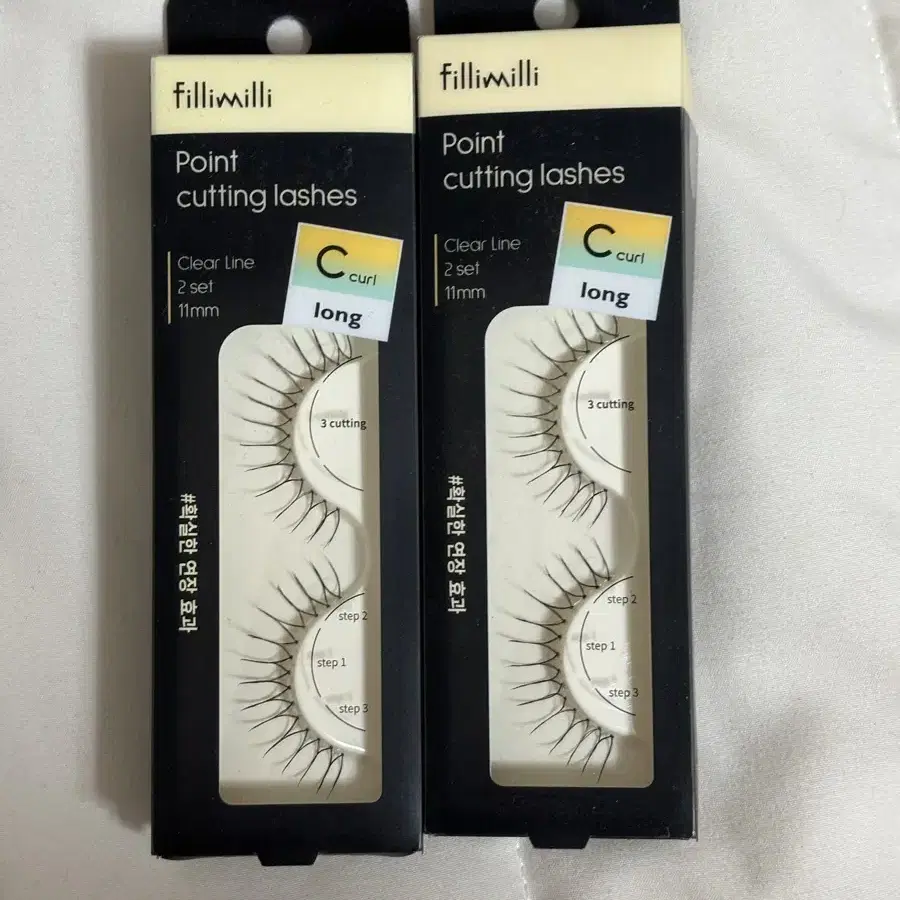 fillimilli
Point
cutting lashes
Clear Line
2 set
11mm
C curl
long
3 cutting
#확실한 연장 효과
step 2
step 1
step 3
fillimilli
Point
cutting lashes
Clear Line
2 set
11mm
C curl
long
3 cutting
#확실한 연장 효과
step 2
step 1
step 3